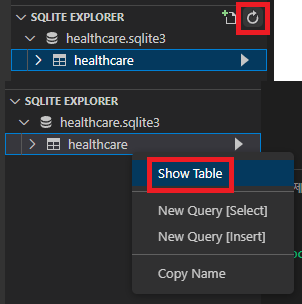 SQLITE EXPLORER
healthcare.sqlite3
healthcare
SQLITE EXPLORER
healthcare.sqlite3
healthcare
Show Table
New Query [Select]
New Query [Insert]
Copy Name